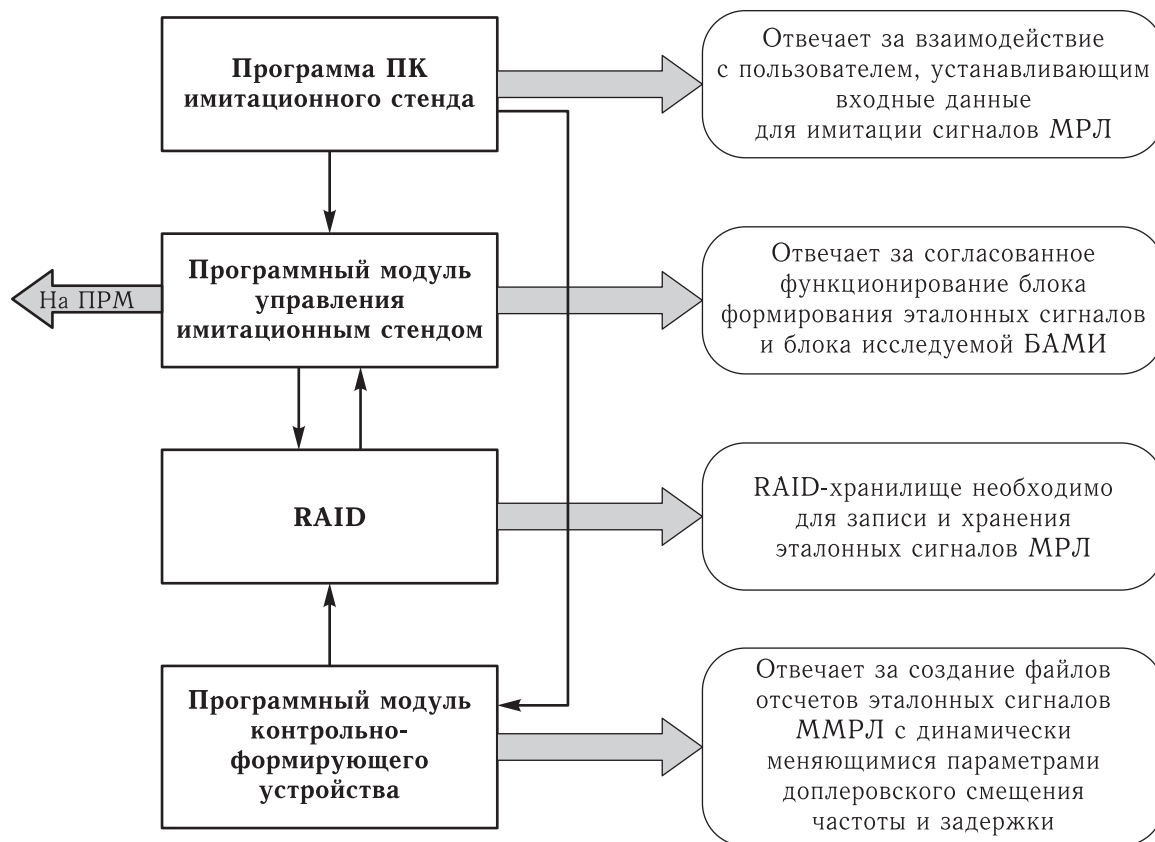 Программа ПК
имитационного стенда
Отвечает за взаимодействие
с пользователем, устанавливающим
входные данные
для имитации сигналов МРЛ
На ПРМ
Программный модуль
управления
имитационным стендом
Отвечает за согласованное
функционирование блока
формирования эталонных сигналов
и блока исследуемой БАМИ
RAID
RAID-хранилище необходимо
для записи и хранения
эталонных сигналов МРЛ
Программный модуль
контрольно-
формирующего
устройства
Отвечает за создание файлов
отсчетов эталонных сигналов
ММРЛ с динамически
меняющимися параметрами
доплеровского смещения
частоты и задержки